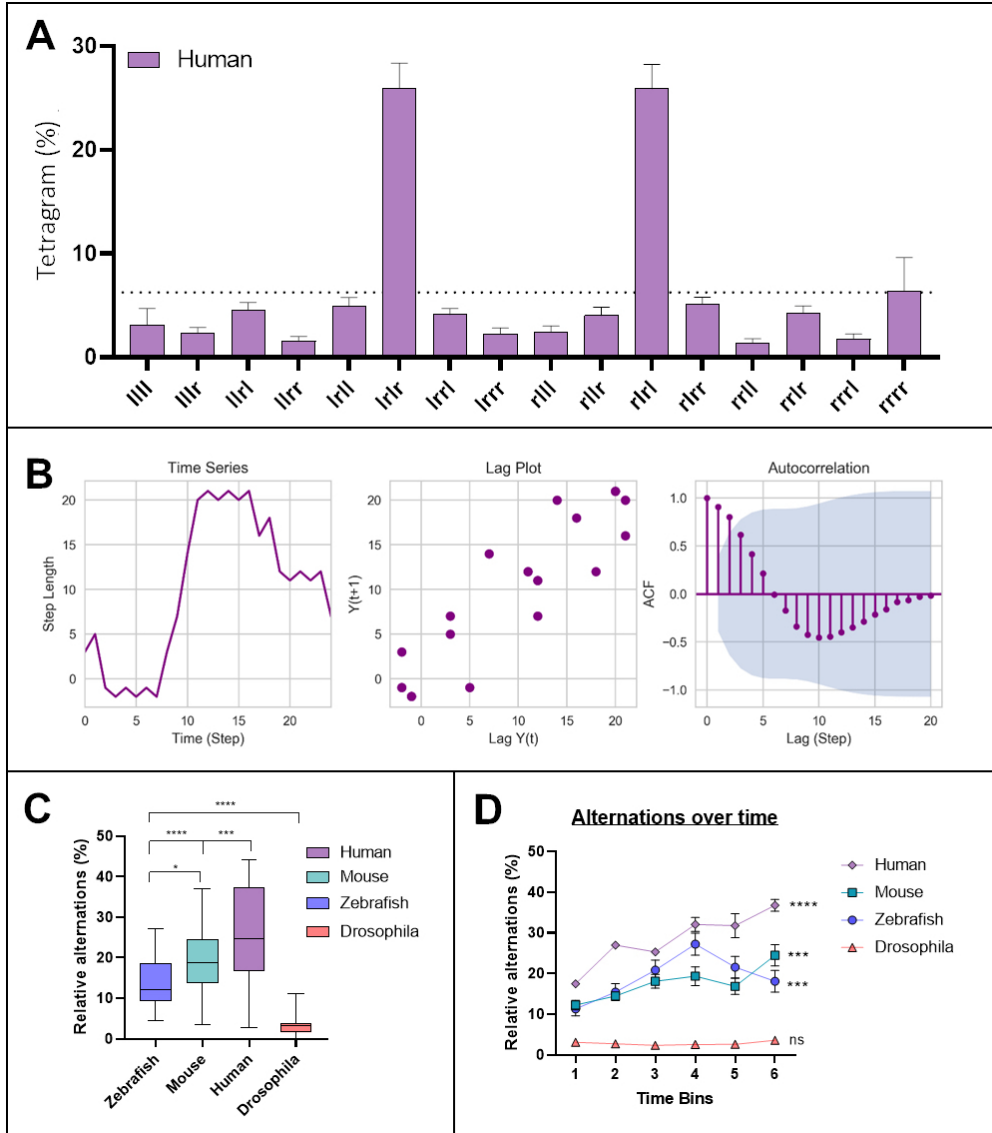 A
Human
Tetragram (%)
30
20
10
0
llll
lllr
llrl
llrr
lrll
lrlr
lrrl
lrrr
rlll
rllr
rlrl
rlrr
rrll
rrlr
rrrl
rrrr
B
Time Series
Step Length
20
15
10
5
0
0 5 10 15 20
Time (Step)
Lag Plot
Y(t+1)
20
15
10
5
0
0 5 10 15 20
Lag Y(t)
Autocorrelation
ACF
1.0
0.5
0.0
−0.5
−1.0
0 5 10 15 20
Lag (Step)
C
****
**** ***
*
Relative alternations (%)
50
40
30
20
10
0
Zebrafish
Mouse
Human
Drosophila
Human
Mouse
Zebrafish
Drosophila
D
Alternations over time
Relative alternations (%)
50
40
30
20
10
0
1 2 3 4 5 6
Time Bins
****
***
***
ns
Human
Mouse
Zebrafish
Drosophila